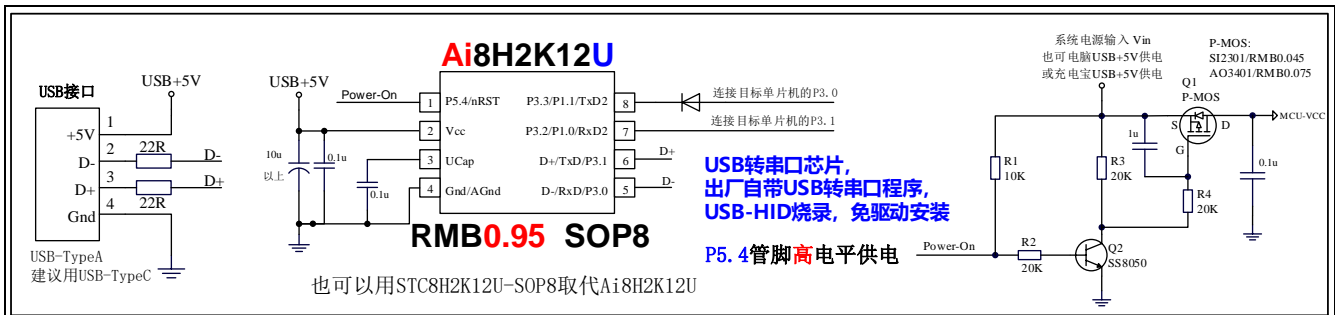 USB接口
USB+5V
+5V
1
D-
2
22R
D-
D+
3
22R
D+
Gnd
4
USB-TypeA
建议用USB-TypeC
Ai8H2K12U
USB+5V
10u
以上
0.1u
0.1u
Power-On
1 P5.4/nRST
2 Vcc
3 UCap
4 Gnd/AGnd
P3.3/P1.1/TxD2 8
P3.2/P1.0/RxD2 7
D+/TxD/P3.1 6
D-/RxD/P3.0 5
连接目标单片机的P3.0
连接目标单片机的P3.1
D+
D-
RMB0.95 SOP8
也可以用STC8H2K12U-SOP8取代Ai8H2K12U
USB转串口芯片,
出厂自带USB转串口程序,
USB-HID烧录，免驱动安装
P5.4管脚高电平供电
系统电源输入 Vin
也可电脑USB+5V供电
或充电宝USB+5V供电
P-MOS:
SI2301/RMB0.045
AO3401/RMB0.075
Q1
P-MOS
S
D
G
MCU-VCC
1u
0.1u
R1
10K
R3
20K
R4
20K
Power-On
R2
20K
Q2
SS8050